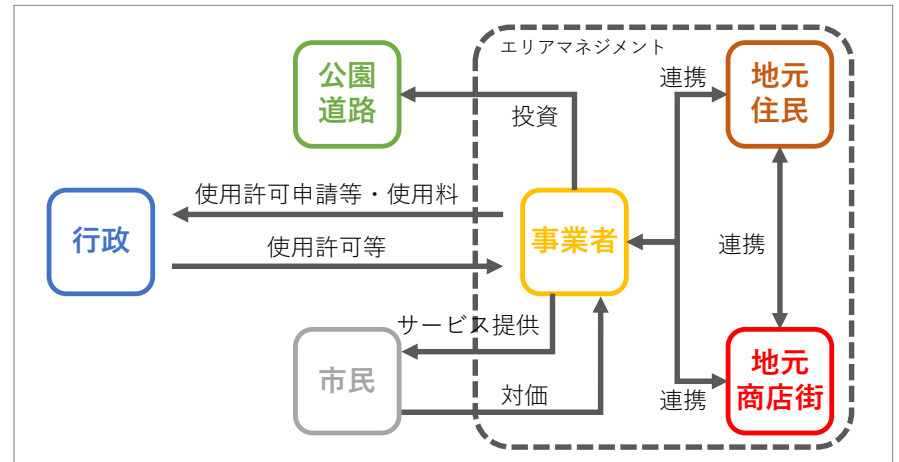 エリアマネジメント
公園
道路
投資
連携
地元
住民
使用許可申請等・使用料
行政
使用許可等
事業者
連携
サービス提供
市民
対価
連携
地元
商店街